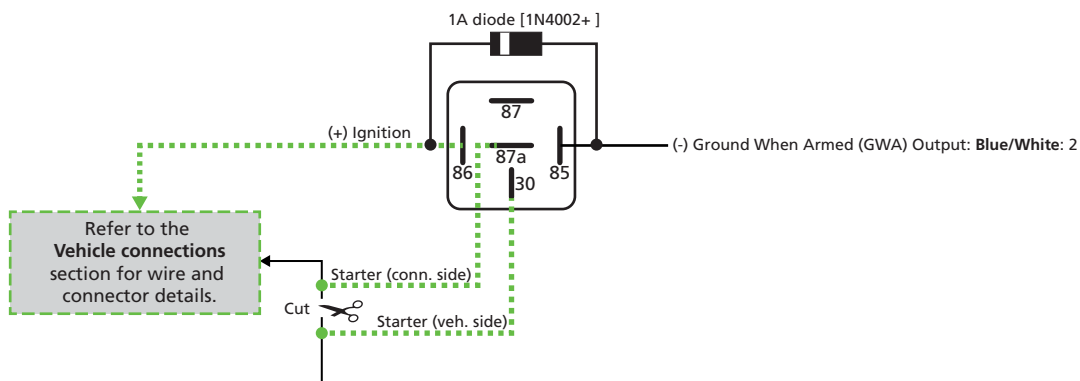 1A diode [1N4002+ ]
87
(+) Ignition
87a
86
30
85
(-) Ground When Armed (GWA) Output: Blue/White: 2
Refer to the
Vehicle connections
section for wire and
connector details.
Starter (conn. side)
Cut
Starter (veh. side)